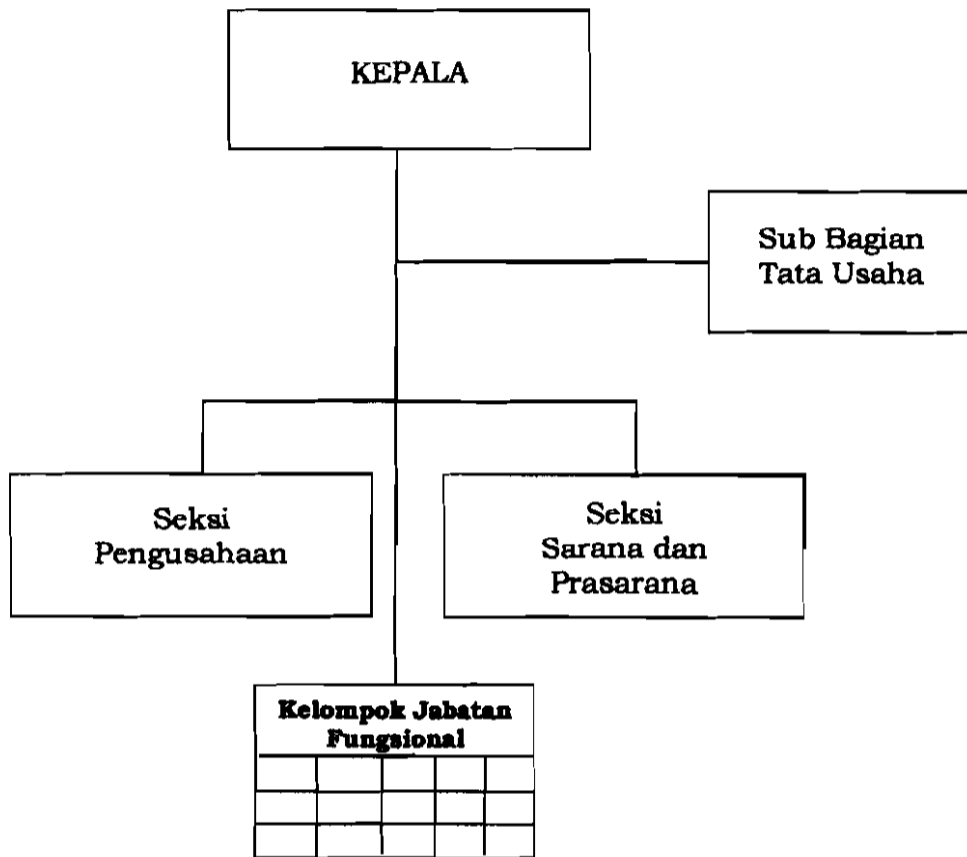 KEPALA
Sub Bagian
Tata Usaha
Seksi
Pengusahaan
Seksi
Sarana dan
Prasarana
Kelompok Jabatan
Fungsional